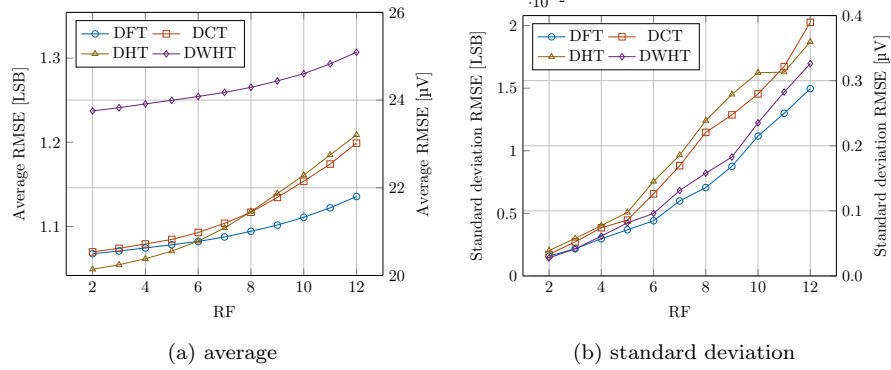 DFT DCT
DHT DWHT
1.3
1.2
1.1
26
24
22
20
2 4 6 8 10 12
RF
Average RMSE [LSB]
Average RMSE [µV]
(a) average
DFT DCT
DHT DWHT
2
1.5
1
0.5
0
0.4
0.3
0.2
0.1
0.0
2 4 6 8 10 12
RF
Standard deviation RMSE [LSB]
Standard deviation RMSE [µV]
(b) standard deviation